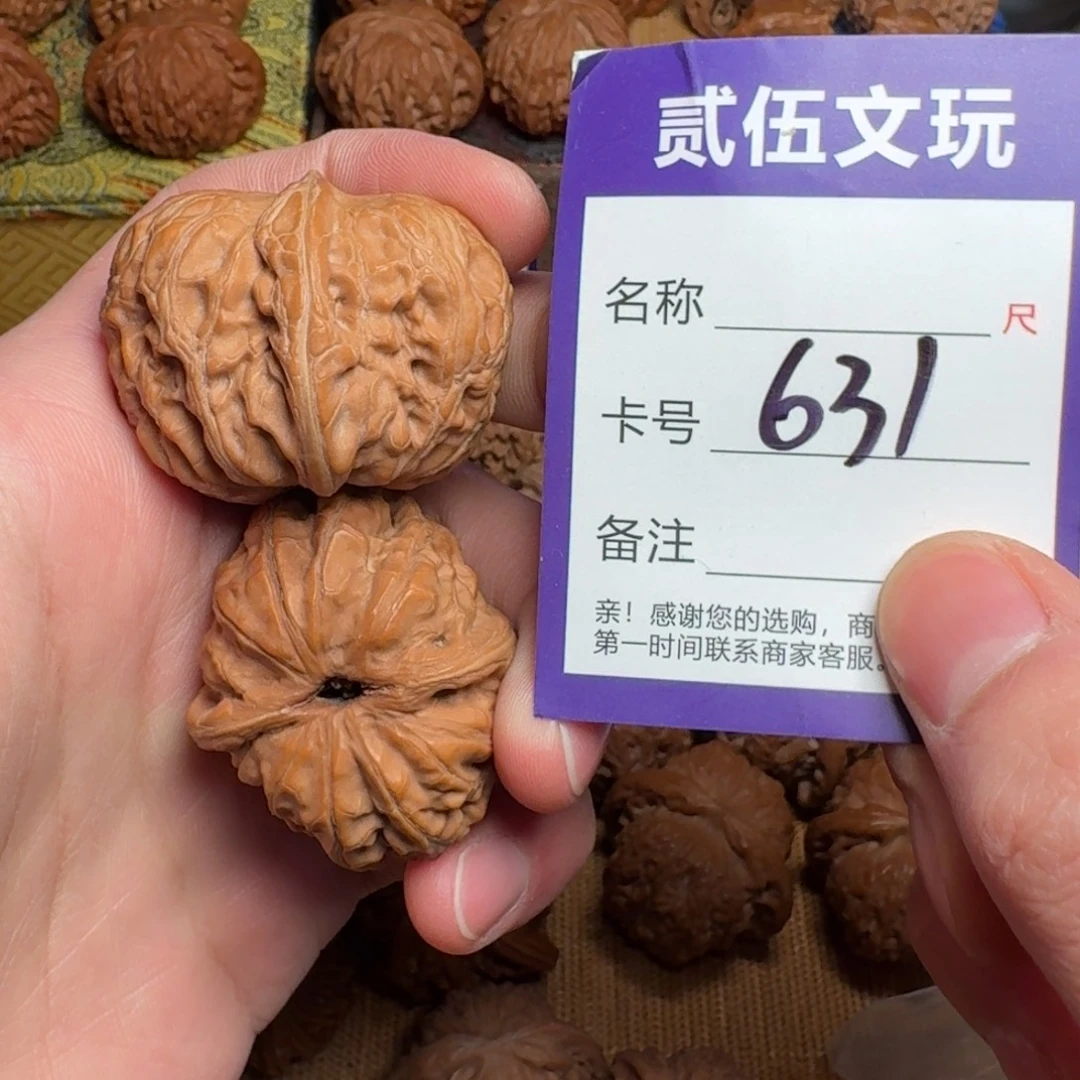 贰伍文玩
名称 尺
卡号 631
备注
亲！感谢您的选购，商
第一时间联系商家客服。